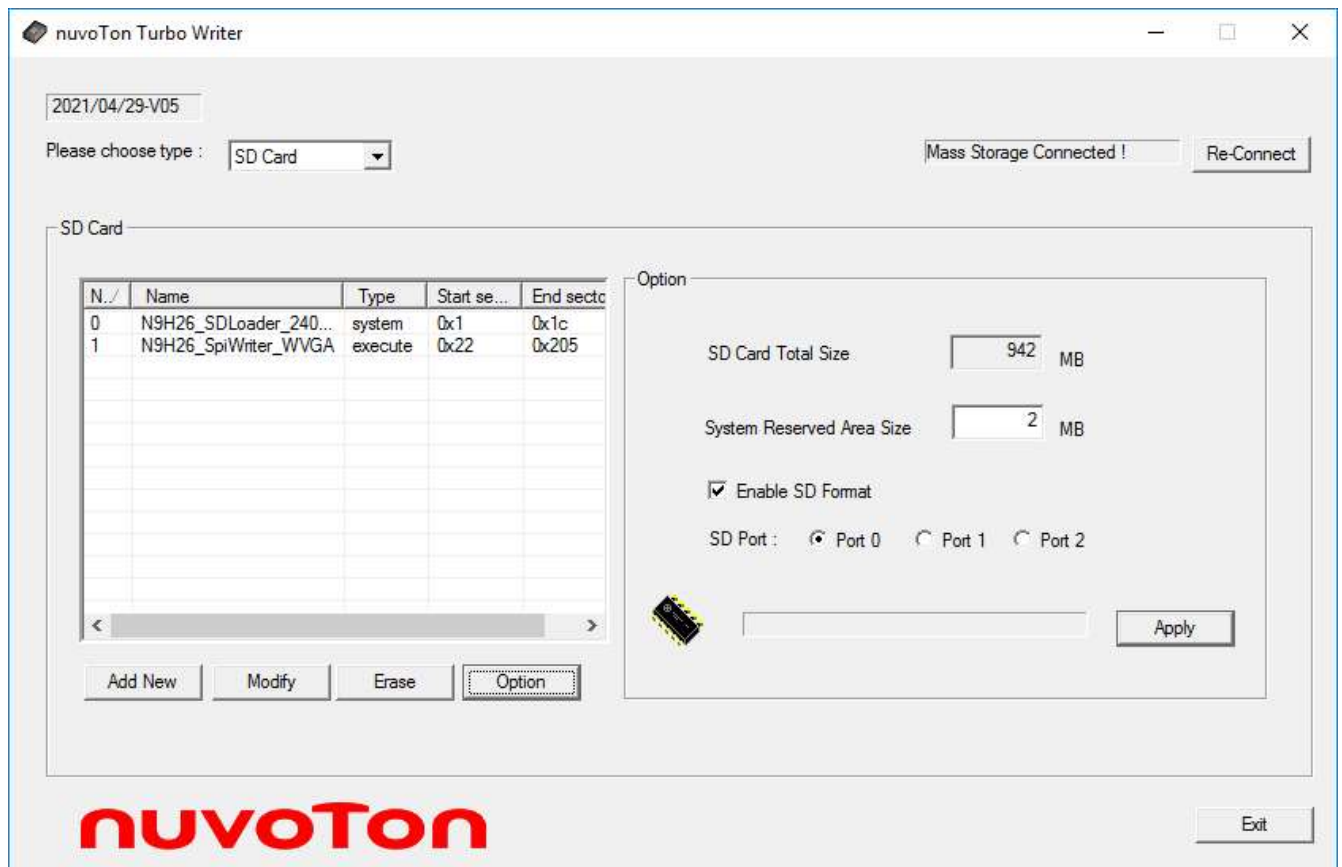 nuvoTon Turbo Writer
2021/04/29-V05
Please choose type : SD Card Mass Storage Connected ! Re-Connect
SD Card
N../ Name Type Start se... End secto
0 N9H26_SDLoader_240... system 0x1 0x1c
1 N9H26_SpiWriter_WVGA execute 0x22 0x205
Add New Modify Erase Option
Option
SD Card Total Size 942 MB
System Reserved Area Size 2 MB
Enable SD Format
SD Port : Port 0 Port 1 Port 2
Apply
nuvoTon
Exit